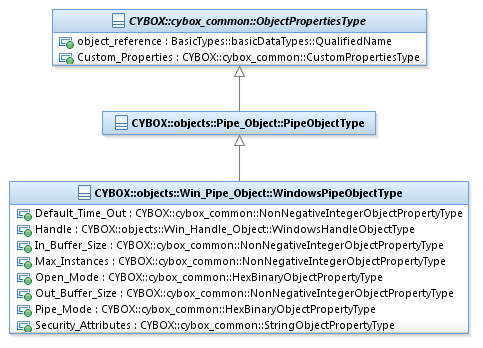 CYBOX::cybox_common::ObjectPropertiesType
object_reference : BasicTypes::basicDataTypes::QualifiedName
Custom_Properties : CYBOX::cybox_common::CustomPropertiesType
CYBOX::objects::Pipe_Object::PipeObjectType
CYBOX::objects::Win_Pipe_Object::WindowsPipeObjectType
Default_Time_Out : CYBOX::cybox_common::NonNegativeIntegerObjectPropertyType
Handle : CYBOX::objects::Win_Handle_Object::WindowsHandleObjectType
In_Buffer_Size : CYBOX::cybox_common::NonNegativeIntegerObjectPropertyType
Max_Instances : CYBOX::cybox_common::NonNegativeIntegerObjectPropertyType
Open_Mode : CYBOX::cybox_common::HexBinaryObjectPropertyType
Out_Buffer_Size : CYBOX::cybox_common::NonNegativeIntegerObjectPropertyType
Pipe_Mode : CYBOX::cybox_common::HexBinaryObjectPropertyType
Security_Attributes : CYBOX::cybox_common::StringObjectPropertyType